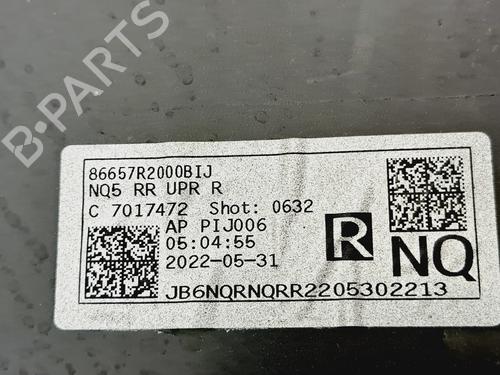 B-PARTS
86657R2000BIJ
NQ5 RR UPR R
C 7017472 Shot: 0632
AP PIJ006
05:04:55
2022-05-31
R
NQ
JB6NQRNQRR2205302213